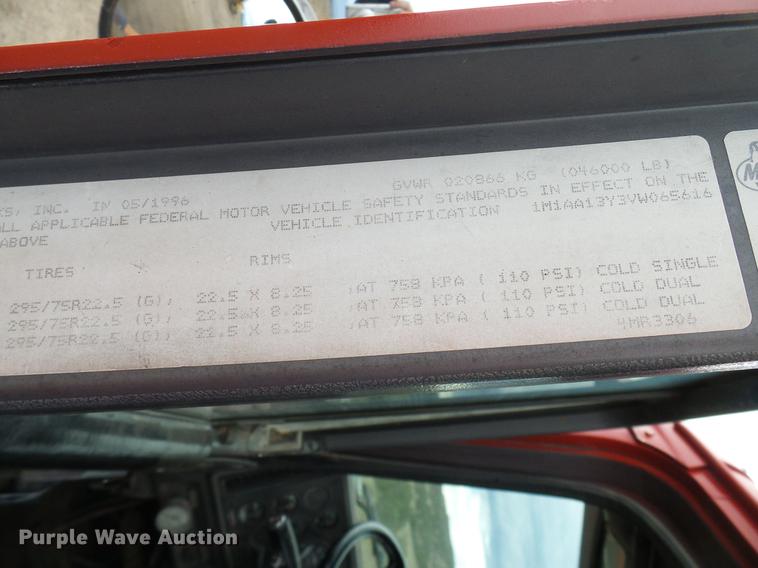 GVWR 020866 KG (046000 LB)
KS, INC. IN 05/1996
ALL APPLICABLE FEDERAL MOTOR VEHICLE SAFETY STANDARDS IN EFFECT ON THE
ABOVE VEHICLE IDENTIFICATION 1M1AA13Y3VW065616
TIRES RIMS
295/75R22.5 (G); 22.5 X 8.25 ;AT 758 KPA ( 110 PSI) COLD SINGLE
295/75R22.5 (G); 22.5 X 8.25 ;AT 758 KPA ( 110 PSI) COLD DUAL
295/75R22.5 (G); 22.5 X 8.25 ;AT 758 KPA ( 110 PSI) COLD DUAL
4MR3306
Purple Wave Auction